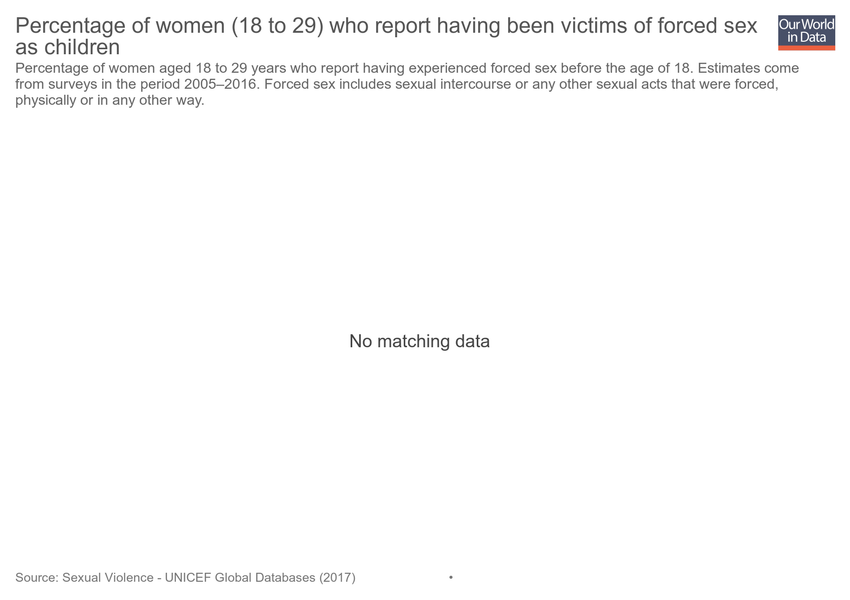 Percentage of women (18 to 29) who report having been victims of forced sex
as children
Our World
in Data
Percentage of women aged 18 to 29 years who report having experienced forced sex before the age of 18. Estimates come
from surveys in the period 2005–2016. Forced sex includes sexual intercourse or any other sexual acts that were forced,
physically or in any other way.
No matching data
Source: Sexual Violence - UNICEF Global Databases (2017) •